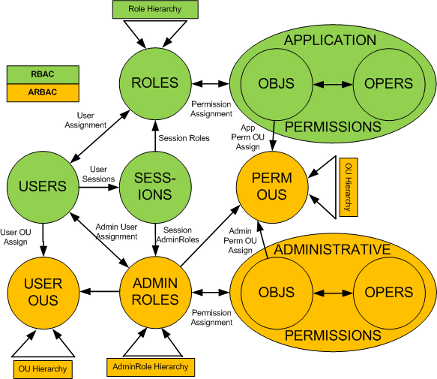 Role Hierarchy
APPLICATION
RBAC
ARBAC
ROLES
OBJS
OPERS
User
Assignment
Permission
Assignment
PERMISSIONS
Session Roles
App
Perm OU
Assign
USERS
User
Sessions
SESS-
IONS
PERM
OUS
OU Hierarchy
User OU
Assign
Admin User
Assignment
Session
AdminRoles
Admin
Perm OU
Assign
ADMINISTRATIVE
USER
OUS
ADMIN
ROLES
OBJS
OPERS
Permission
Assignment
PERMISSIONS
OU Hierarchy
AdminRole Hierarchy